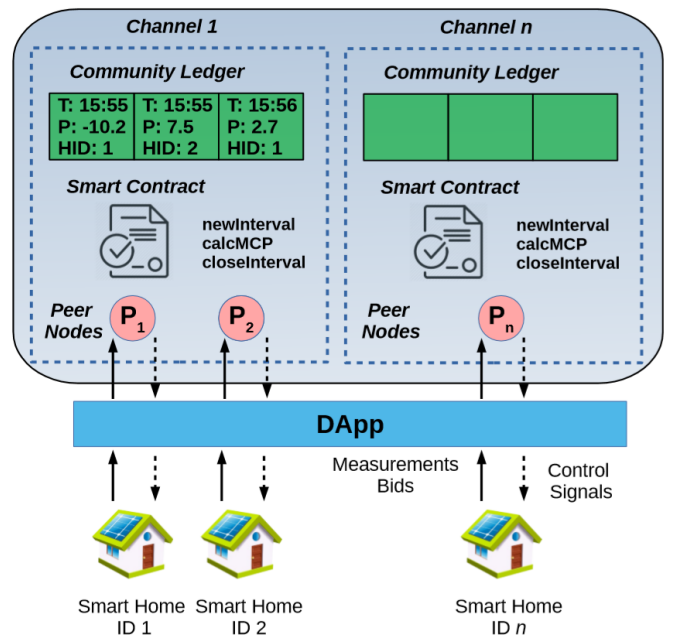 Channel 1
Channel n
Community Ledger
Community Ledger
T: 15:55
P: -10.2
HID: 1
T: 15:55
P: 7.5
HID: 2
T: 15:56
P: 2.7
HID: 1
Smart Contract
Smart Contract
newInterval
calcMCP
closeInterval
newInterval
calcMCP
closeInterval
Peer
Nodes
P1
P2
Peer
Nodes
Pn
DApp
Measurements
Bids
Control
Signals
Smart Home
ID 1
Smart Home
ID 2
Smart Home
ID n